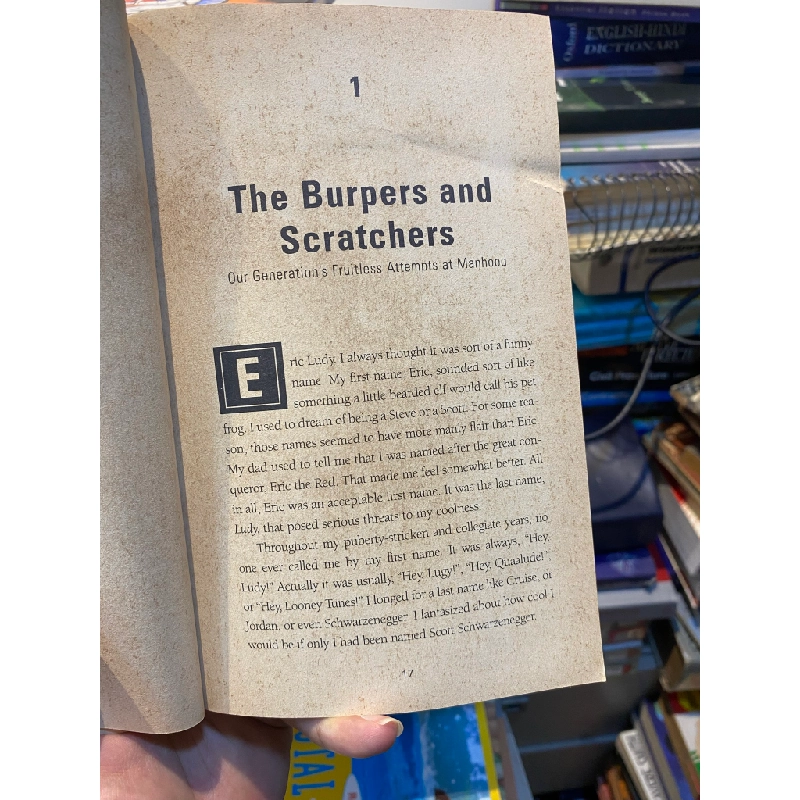 1
The Burpers and
Scratchers
Our Generation's Fruitless Attempts at Manhood
Eric Ludy. I always thought it was sort of a funny
name. My first name, Eric, sounded sort of like
something a little bearded elf would call his pet
frog. I used to dream of being a Steve or a Scott. For some rea-
son, those names seemed to have more manly flair than Eric.
My dad used to tell me that I was named after the great con-
queror, Eric the Red. That made me feel somewhat better. All
in all, Eric was an acceptable first name. It was the last name,
Ludy, that posed serious threats to my coolness.
Throughout my puberty-stricken and collegiate years, no
one ever called me by my first name. It was always, "Hey,
Ludy!" Actually it was usually, "Hey, Lugy!", "Hey, Quaalude!"
or "Hey, Looney Tunes!" I longed for a last name like Cruise, or
Jordan, or even Schwarzenegger. I fantasized about how cool I
would be if only I had been named Scott Schwarzenegger.
17
Oxford
ENGLISH-HINDI
DICTIONARY
STAL